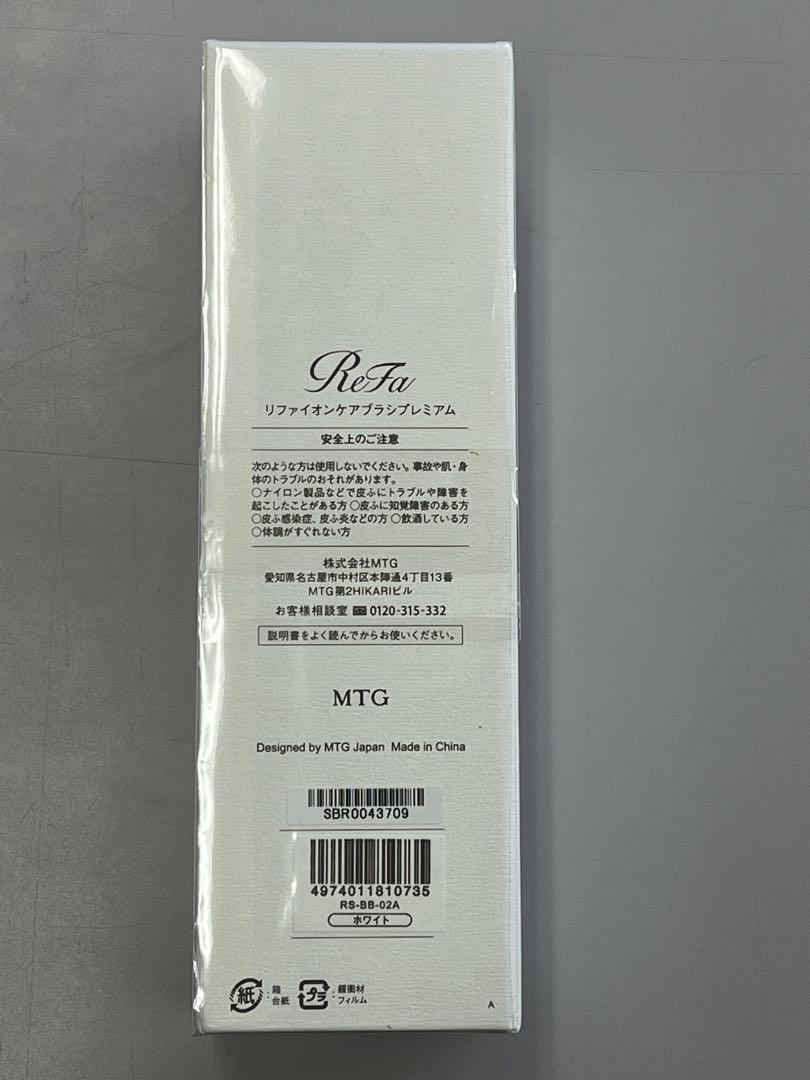 ReFa
リファイオンケアブラシプレミアム
安全上のご注意
次のような方は使用しないでください。事故や肌・身
体のトラブルのおそれがあります。
○ナイロン製品などで皮ふにトラブルや障害を
起こしたことがある方 ○皮ふに知覚障害のある方
○皮ふ感染症、皮ふ炎などの方 ○飲酒している方
○体調がすぐれない方
株式会社MTG
愛知県名古屋市中村区本陣通4丁目13番
MTG第2HIKARIビル
お客様相談室 0120-315-332
説明書をよく読んでからお使いください。
MTG
Designed by MTG Japan Made in China
SBR0043709
4974011810735
RS-BB-02A
ホワイト
紙 :箱 台紙 プラ :緩衝材 フィルム
A